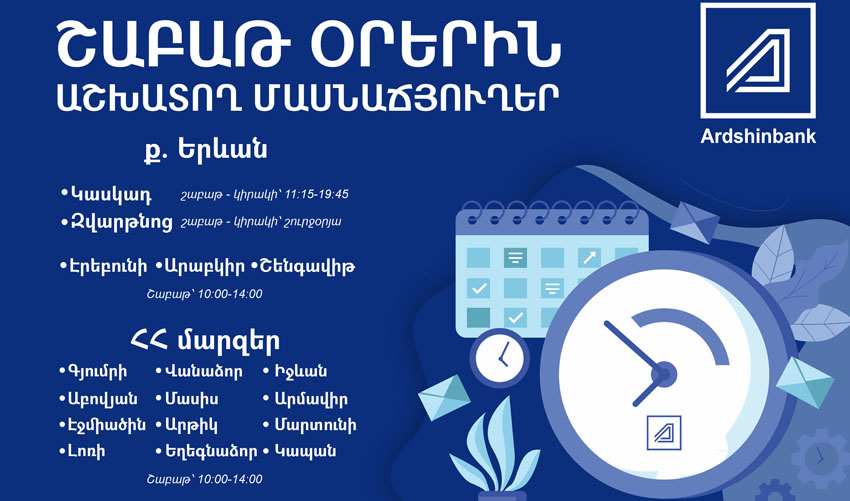 ՇԱԲԱԹ ՕՐԵՐԻՆ
ԱՇԽԱՏՈՂ ՄԱՍՆԱՃՅՈՒՂԵՐ
Ardshinbank
ք. Երևան
•Կասկադ շաբաթ - կիրակի՝ 11:15-19:45
•Զվարթնոց շաբաթ - կիրակի՝ շուրջօրյա
•Էրեբունի •Արաբկիր •Շենգավիթ
Շաբաթ՝ 10:00-14:00
ՀՀ մարզեր
•Գյումրի •Վանաձոր •Իջևան
•Աբովյան •Մասիս •Արմավիր
•Էջմիածին •Արթիկ •Մարտունի
•Լոռի •Եղեգնաձոր •Կապան
Շաբաթ՝ 10:00-14:00